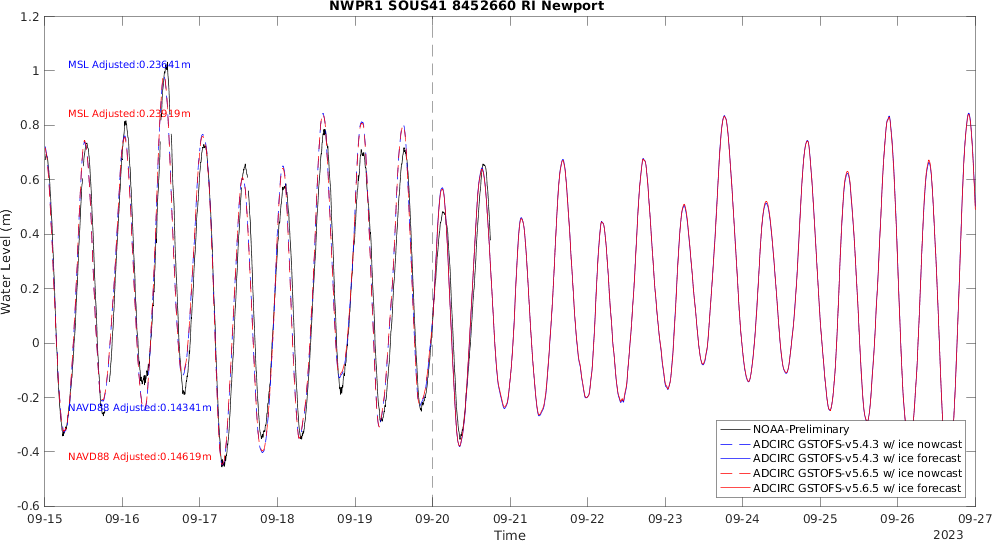 NWPR1 SOUS41 8452660 RI Newport
1.2
1
0.8
0.6
0.4
0.2
0
-0.2
-0.4
-0.6
Water Level (m)
MSL Adjusted:0.23641m
MSL Adjusted:0.23919m
NAVD88 Adjusted:0.14341m
NAVD88 Adjusted:0.14619m
NOAA-Preliminary
ADCIRC GSTOFS-v5.4.3 w/ ice nowcast
ADCIRC GSTOFS-v5.4.3 w/ ice forecast
ADCIRC GSTOFS-v5.6.5 w/ ice nowcast
ADCIRC GSTOFS-v5.6.5 w/ ice forecast
09-15 09-16 09-17 09-18 09-19 09-20 09-21 09-22 09-23 09-24 09-25 09-26 09-27
Time
2023